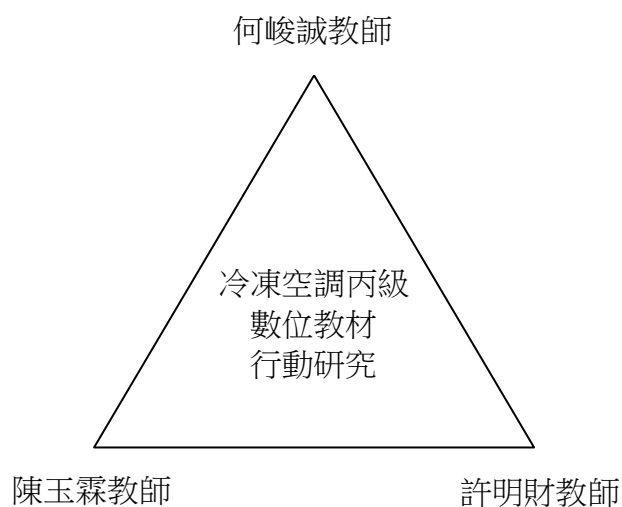 何峻誠教師
冷凍空調丙級
數位教材
行動研究
陳玉霖教師
許明財教師